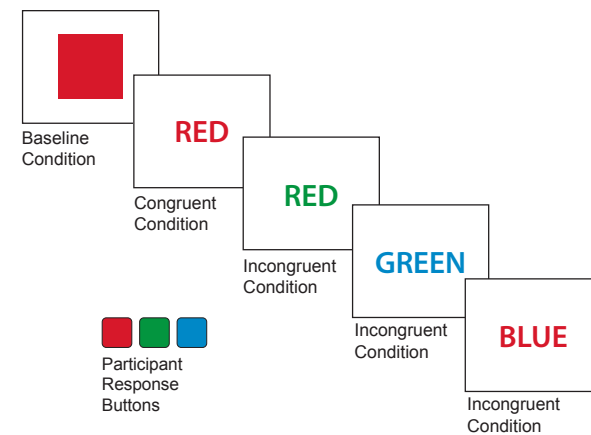 Baseline
Condition
RED
Congruent
Condition
RED
Incongruent
Condition
GREEN
Incongruent
Condition
BLUE
Incongruent
Condition
Participant
Response
Buttons